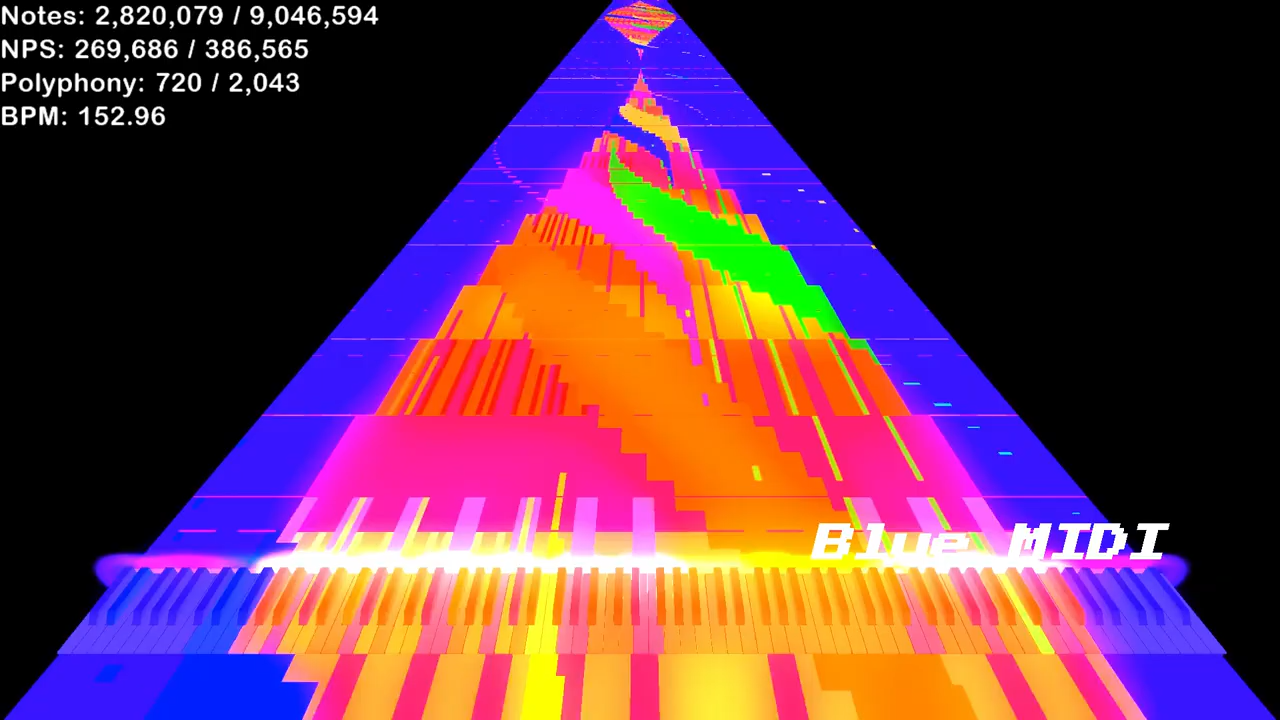 Notes: 2,820,079 / 9,046,594
NPS: 269,686 / 386,565
Polyphony: 720 / 2,043
BPM: 152.96
Blue MIDI